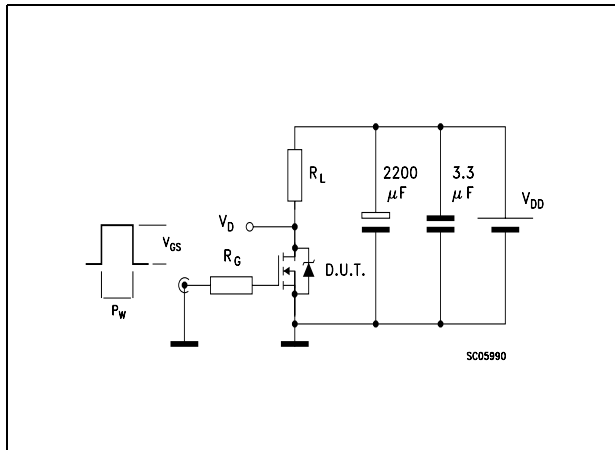 R_L
2200
μF
3.3
μF
V_DD
V_D
V_GS
R_G
D.U.T.
P_W
SC05990